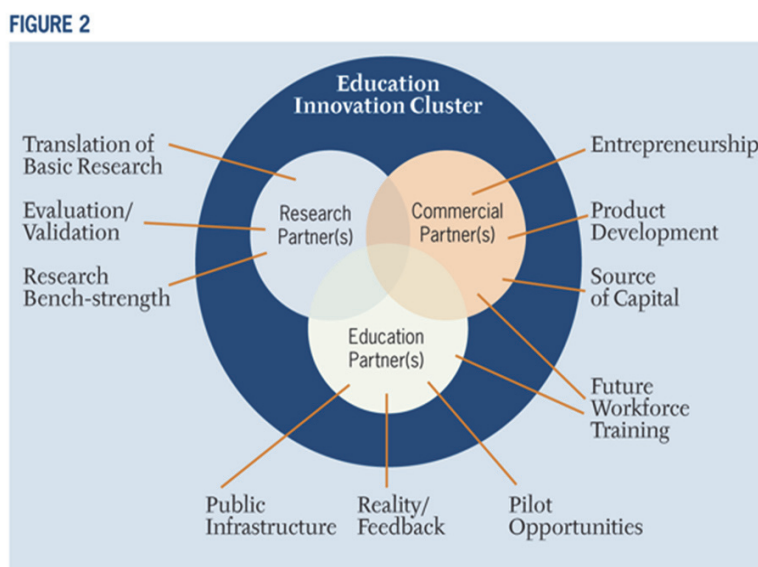 FIGURE 2
Education
Innovation Cluster
Translation of
Basic Research
Evaluation/
Validation
Research
Bench-strength
Research
Partner(s)
Commercial
Partner(s)
Education
Partner(s)
Entrepreneurship
Product
Development
Source
of Capital
Future
Workforce
Training
Public
Infrastructure
Reality/
Feedback
Pilot
Opportunities